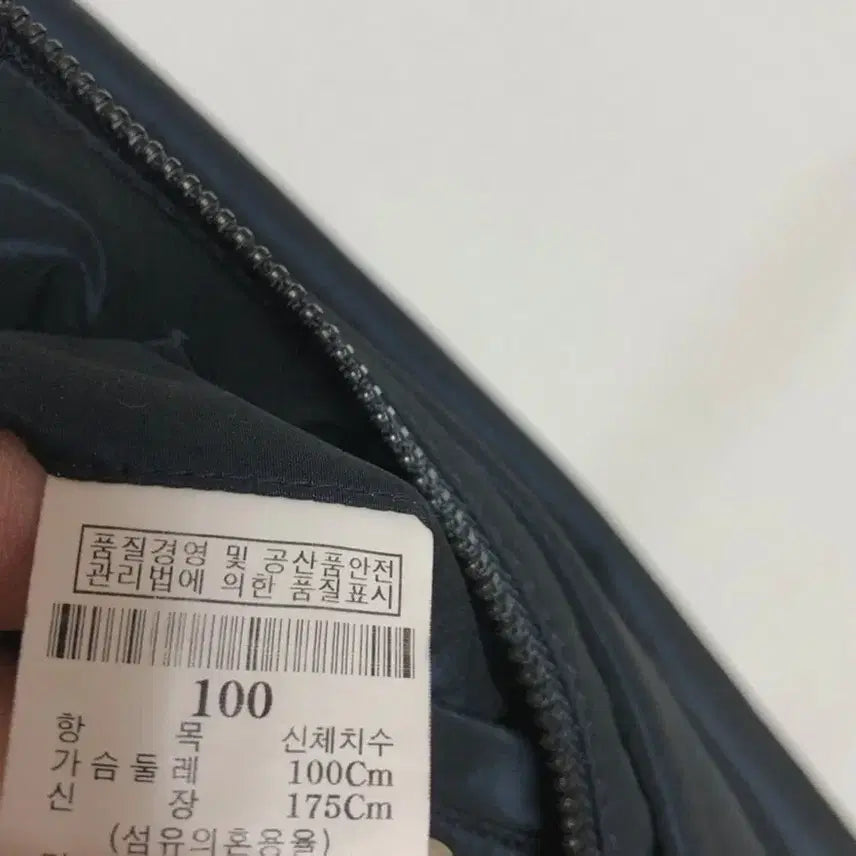 품질경영 및 공산품안전
관리법에 의한 품질표시
100
항 목 신체치수
가슴둘레 100Cm
신 장 175Cm
(섬유의혼용율)